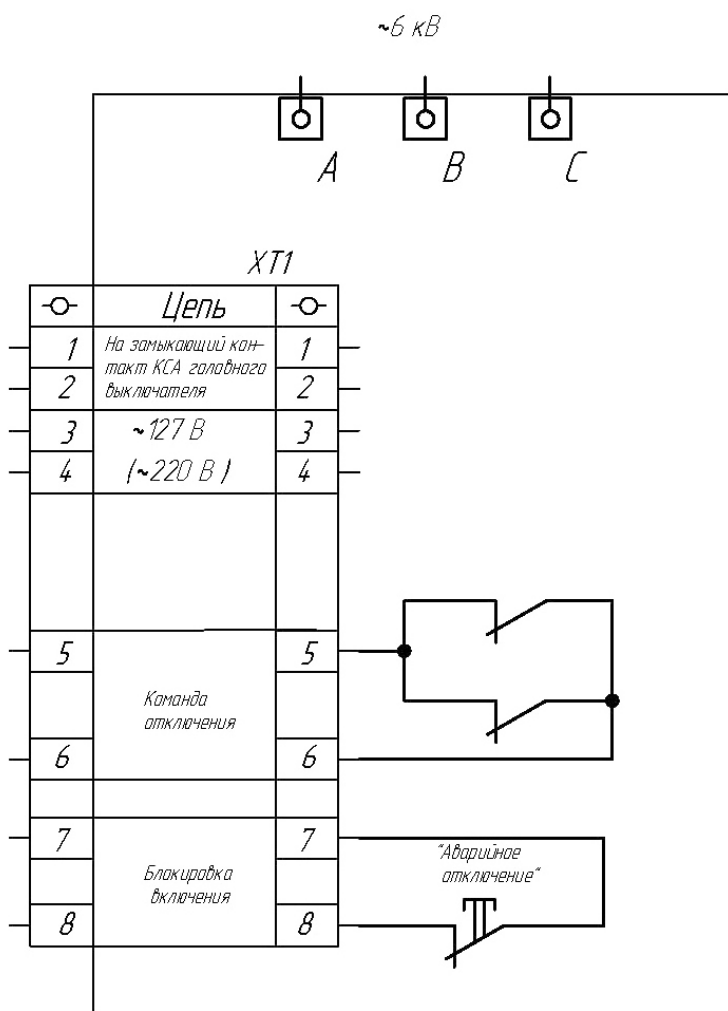 ~6 кВ
A B C
XT1
Цепь
1 На замыкающий кон- 1
такт КСА головного
2 выключателя 2
3 ~127 В 3
4 (~220 В) 4
5 5
Команда
отключения
6 6
7 7
"Аварийное
отключение"
Блокировка
включения
8 8